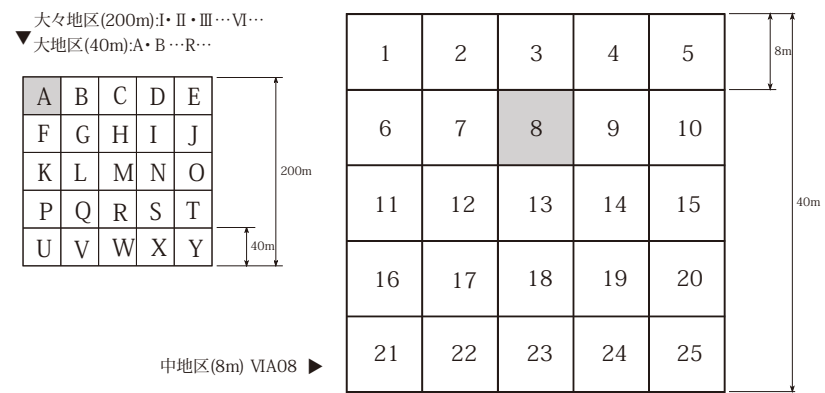 大々地区(200m):I・Ⅱ・Ⅲ…Ⅵ…
▼大地区(40m):A・B…R…
A B C D E
F G H I J
K L M N O
P Q R S T
U V W X Y
200m
40m
1 2 3 4 5
6 7 8 9 10
11 12 13 14 15
16 17 18 19 20
21 22 23 24 25
8m
40m
中地区(8m) ⅥA08 ▶